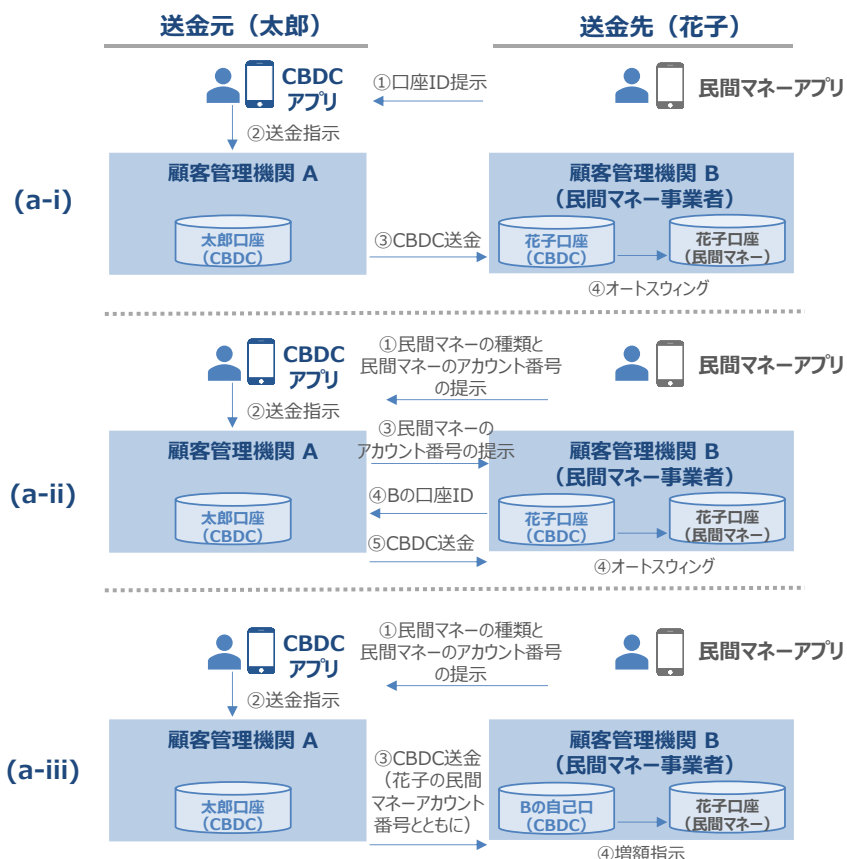 送金元（太郎）
送金先（花子）
CBDC
アプリ
①口座ID提示
民間マネーアプリ
②送金指示
(a-i)
顧客管理機関 A
太郎口座
（CBDC）
③CBDC送金
顧客管理機関 B
（民間マネー事業者）
花子口座
（CBDC）
花子口座
（民間マネー）
④オートスウィング
CBDC
アプリ
①民間マネーの種類と
民間マネーのアカウント番号
の提示
民間マネーアプリ
②送金指示
(a-ii)
顧客管理機関 A
太郎口座
（CBDC）
③民間マネーの
アカウント番号の提示
④Bの口座ID
⑤CBDC送金
顧客管理機関 B
（民間マネー事業者）
花子口座
（CBDC）
花子口座
（民間マネー）
④オートスウィング
CBDC
アプリ
①民間マネーの種類と
民間マネーのアカウント番号
の提示
民間マネーアプリ
②送金指示
(a-iii)
顧客管理機関 A
太郎口座
（CBDC）
③CBDC送金
（花子の民間
マネーアカウント
番号とともに）
顧客管理機関 B
（民間マネー事業者）
Bの自己口
（CBDC）
花子口座
（民間マネー）
④増額指示